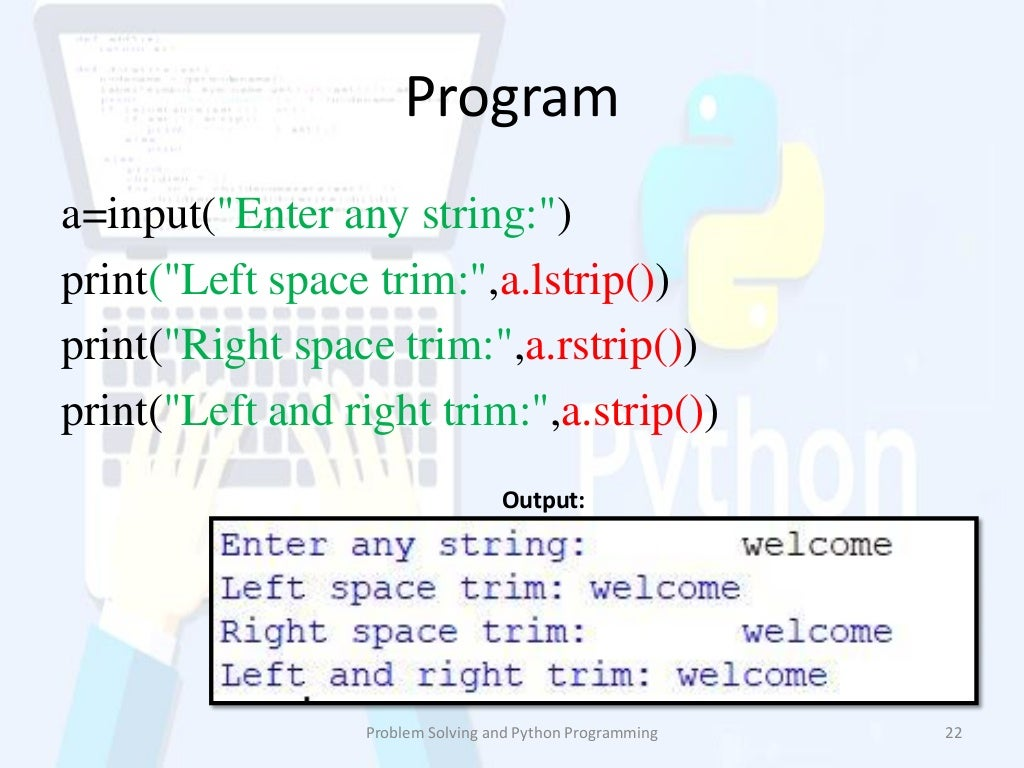 Program
a=input("Enter any string:")
print("Left space trim:",a.lstrip())
print("Right space trim:",a.rstrip())
print("Left and right trim:",a.strip())
Python
Output:
Enter any string:       welcome
Left space trim: welcome
Right space trim:       welcome
Left and right trim: welcome
Problem Solving and Python Programming
22